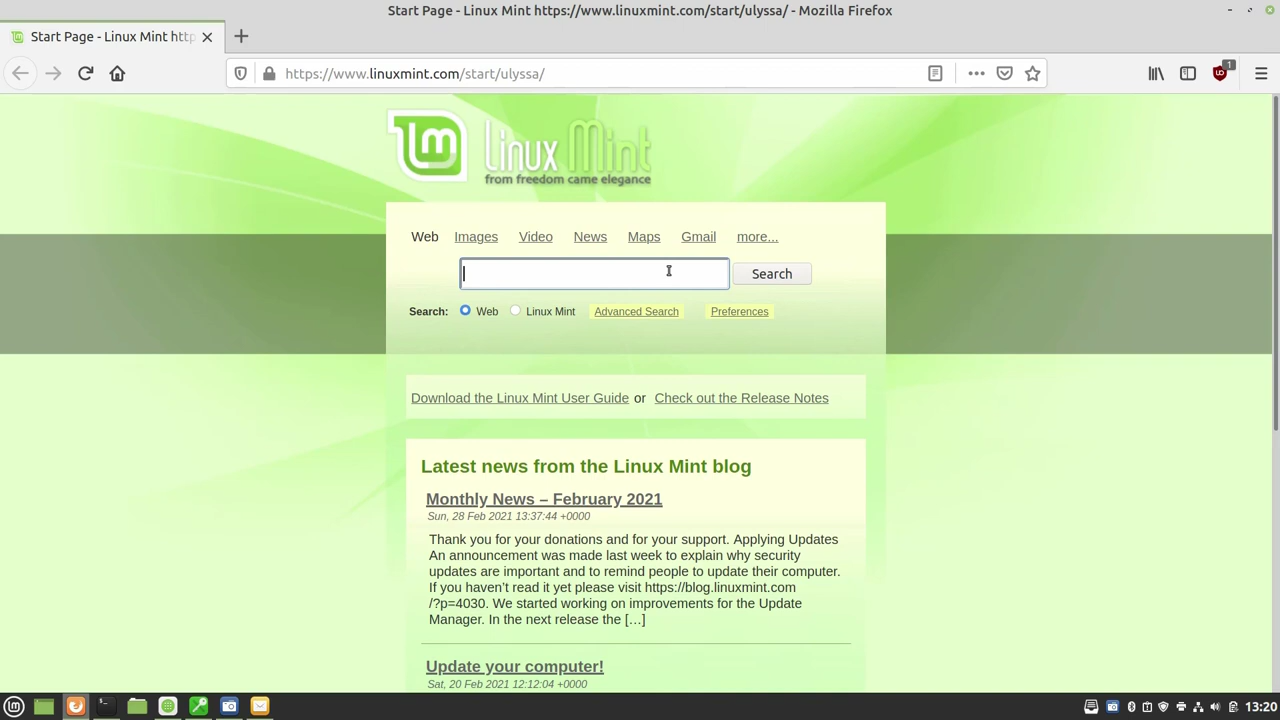 Start Page - Linux Mint https://www.linuxmint.com/start/ulyssa/ - Mozilla Firefox
Start Page - Linux Mint http
https://www.linuxmint.com/start/ulyssa/
1
lm Linux Mint
from freedom came elegance
Web Images Video News Maps Gmail more...
Search
Search: Web Linux Mint Advanced Search Preferences
Download the Linux Mint User Guide or Check out the Release Notes
Latest news from the Linux Mint blog
Monthly News – February 2021
Sun, 28 Feb 2021 13:37:44 +0000
Thank you for your donations and for your support. Applying Updates
An announcement was made last week to explain why security
updates are important and to remind people to update their computer.
If you haven’t read it yet please visit https://blog.linuxmint.com
/?p=4030. We started working on improvements for the Update
Manager. In the next release the […]
Update your computer!
Sat, 20 Feb 2021 12:12:04 +0000
13:20